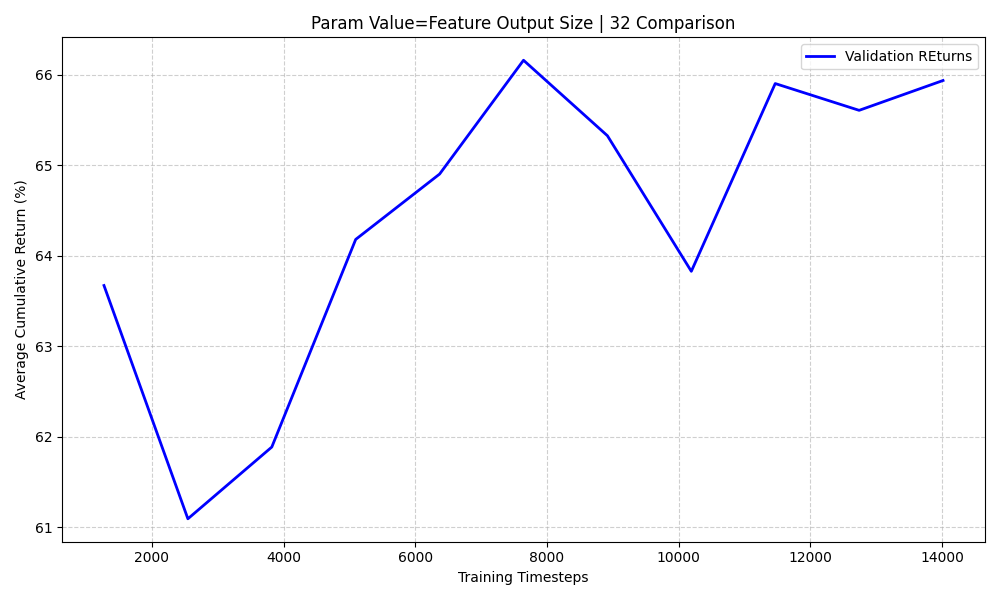 Param Value=Feature Output Size | 32 Comparison
Validation REturns
Average Cumulative Return (%)
66
65
64
63
62
61
2000 4000 6000 8000 10000 12000 14000
Training Timesteps